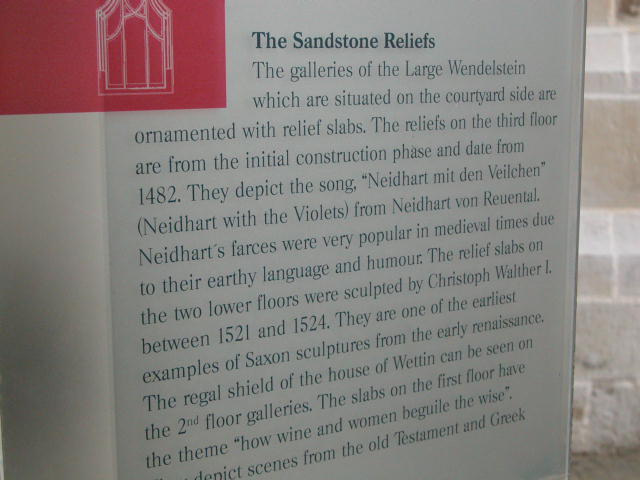 The Sandstone Reliefs
The galleries of the Large Wendelstein
which are situated on the courtyard side are
ornamented with relief slabs. The reliefs on the third floor
are from the initial construction phase and date from
1482. They depict the song, “Neidhart mit den Veilchen”
(Neidhart with the Violets) from Neidhart von Reuental.
Neidhart´s farces were very popular in medieval times due
to their earthy language and humour. The relief slabs on
the two lower floors were sculpted by Christoph Walther I.
between 1521 and 1524. They are one of the earliest
examples of Saxon sculptures from the early renaissance.
The regal shield of the house of Wettin can be seen on
the 2nd floor galleries. The slabs on the first floor have
the theme “how wine and women beguile the wise”.
depict scenes from the old Testament and Greek